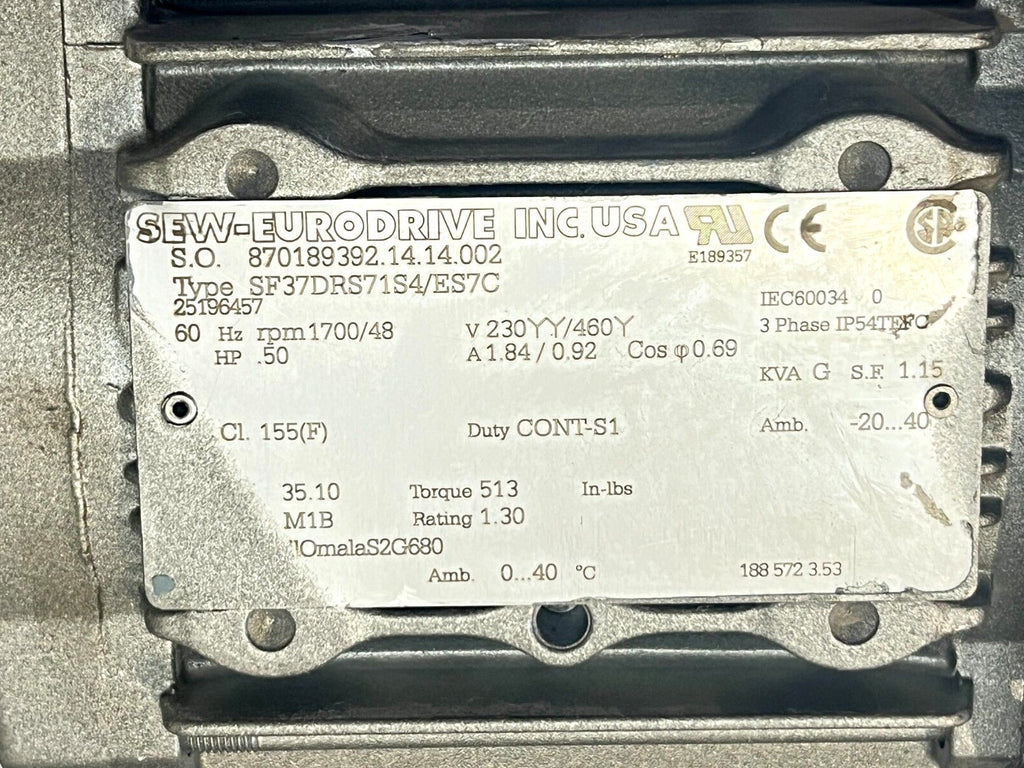 SEW-EURODRIVE INC. USA
E189357
S.O. 870189392.14.14.002
Type SF37DRS71S4/ES7C
25196457
IEC60034 0
60 Hz rpm 1700/48 V 230YY/460Y 3 Phase IP54TEFC
HP .50 A 1.84 / 0.92 Cos φ 0.69
KVA G S.F. 1.15
Cl. 155(F) Duty CONT-S1 Amb. -20...40
35.10 Torque 513 In-lbs
M1B Rating 1.30
OmalaS2G680
Amb. 0...40 °C 188 572 3.53